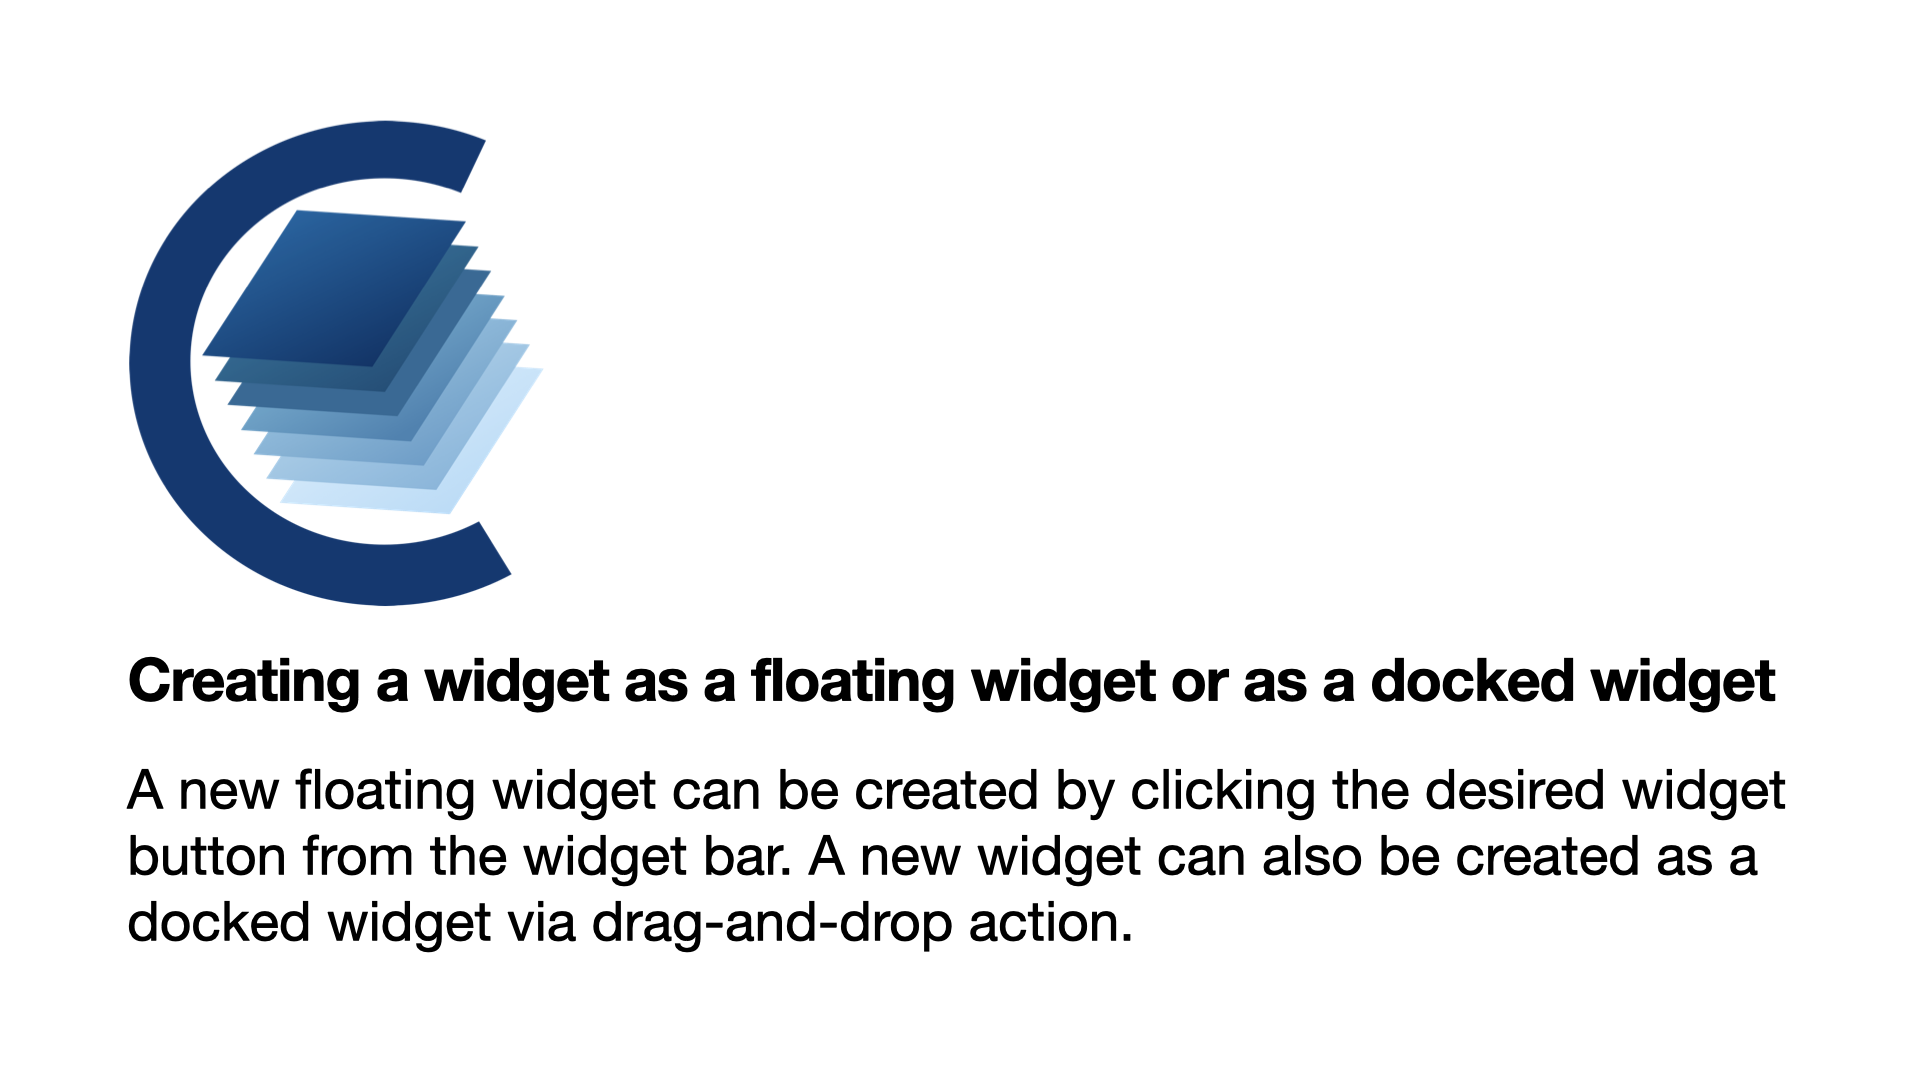 Creating a widget as a floating widget or as a docked widget
A new floating widget can be created by clicking the desired widget
button from the widget bar. A new widget can also be created as a
docked widget via drag-and-drop action.